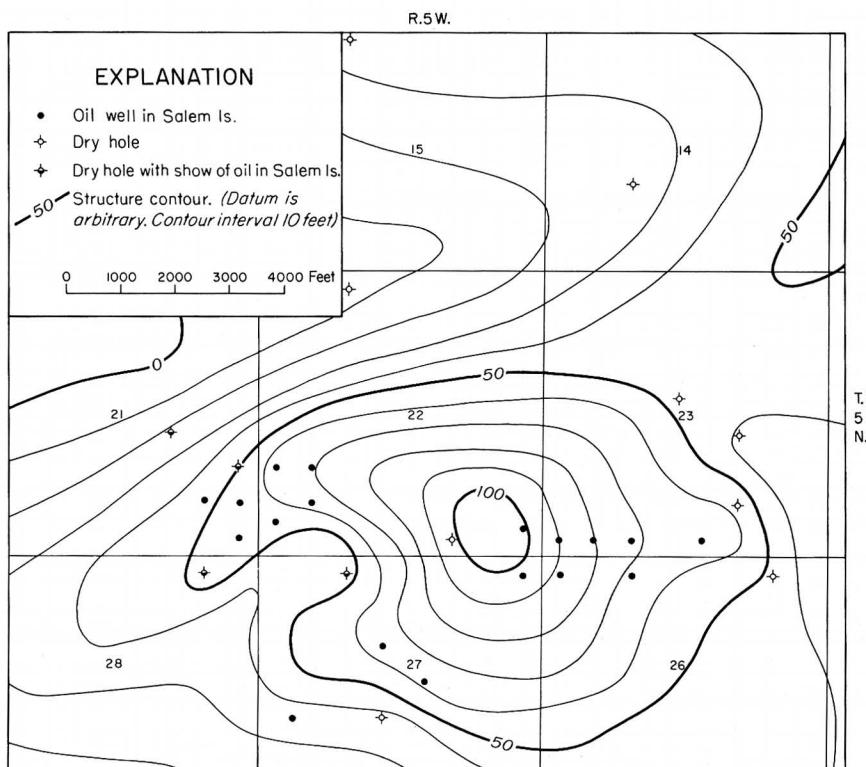 R.5W.
EXPLANATION
Oil well in Salem ls.
Dry hole
Dry hole with show of oil in Salem ls.
50 Structure contour. (Datum is
arbitrary. Contour interval 10 feet)
0 1000 2000 3000 4000 Feet
15
14
50
0
50
21
22
23
T.
5
N.
100
28
27
26
50